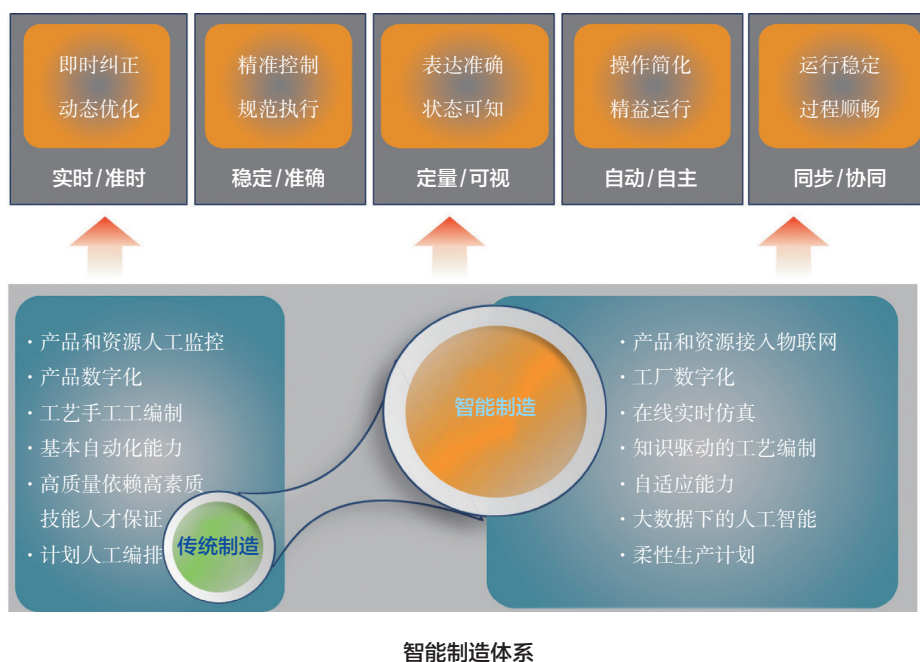 即时纠正
动态优化
实时/准时
精准控制
规范执行
稳定/准确
表达准确
状态可知
定量/可视
操作简化
精益运行
自动/自主
运行稳定
过程顺畅
同步/协同
·产品和资源人工监控
·产品数字化
·工艺手工工编制
·基本自动化能力
·高质量依赖高素质
技能人才保证
·计划人工编排
传统制造
智能制造
·产品和资源接入物联网
·工厂数字化
·在线实时仿真
·知识驱动的工艺编制
·自适应能力
·大数据下的人工智能
·柔性生产计划
智能制造体系